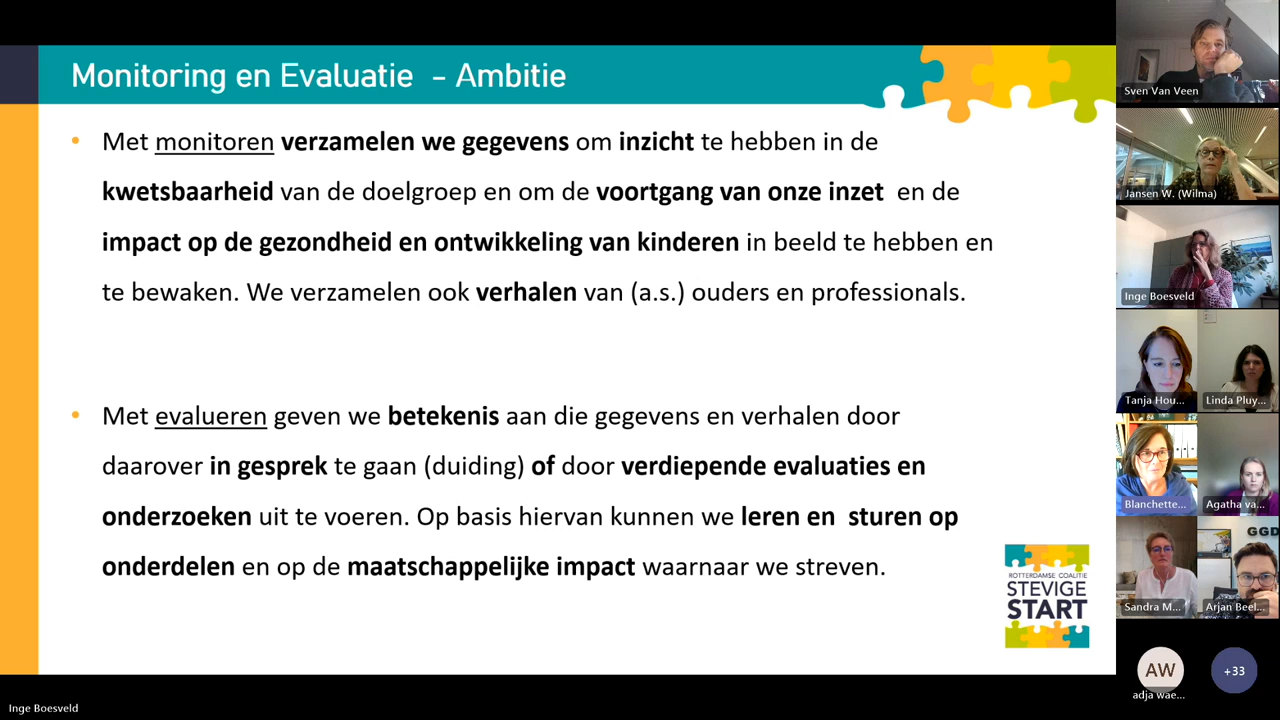 Monitoring en Evaluatie - Ambitie
• Met monitoren verzamelen we gegevens om inzicht te hebben in de
kwetsbaarheid van de doelgroep en om de voortgang van onze inzet en de
impact op de gezondheid en ontwikkeling van kinderen in beeld te hebben en
te bewaken. We verzamelen ook verhalen van (a.s.) ouders en professionals.
• Met evalueren geven we betekenis aan die gegevens en verhalen door
daarover in gesprek te gaan (duiding) of door verdiepende evaluaties en
onderzoeken uit te voeren. Op basis hiervan kunnen we leren en sturen op
onderdelen en op de maatschappelijke impact waarnaar we streven.
ROTTERDAMSE COALITIE
STEVIGE
START
Sven Van Veen
Jansen W. (Wilma)
Inge Boesveld
Tanja Hou...
Linda Pluy...
Blanchette...
Agatha va...
GGD
Sandra M...
Arjan Beel...
AW
+33
adja wae...
Inge Boesveld